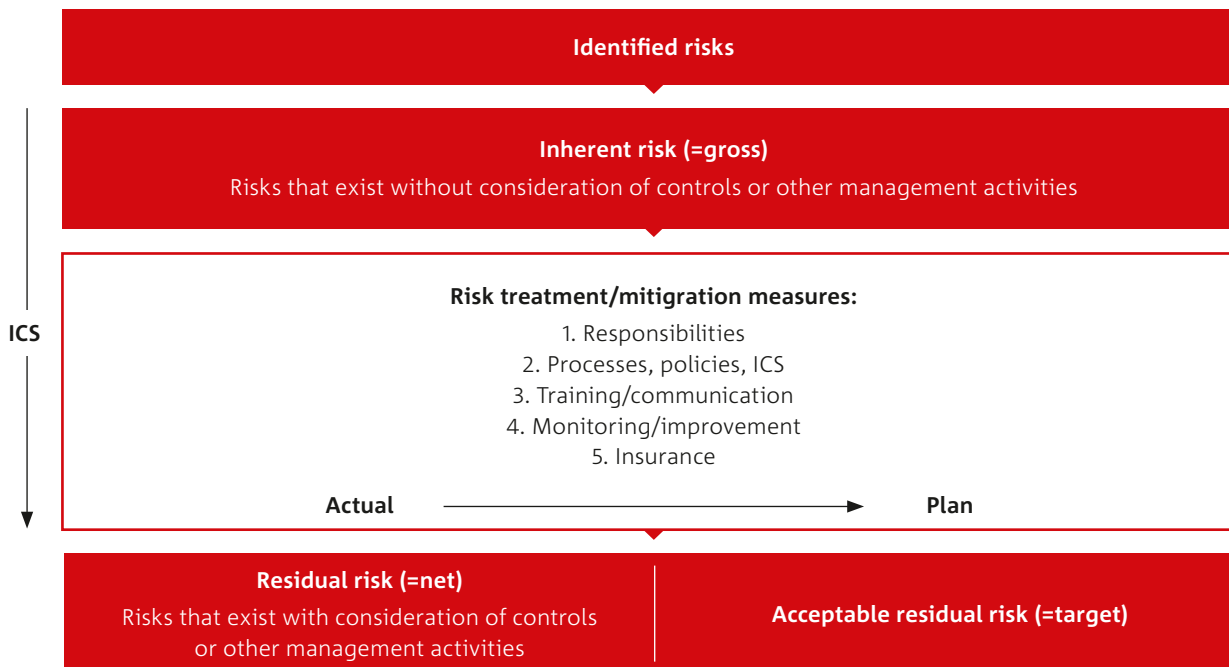 Identified risks
Inherent risk (=gross)
Risks that exist without consideration of controls or other management activities
Risk treatment/mitigration measures:
1. Responsibilities
2. Processes, policies, ICS
3. Training/communication
4. Monitoring/improvement
5. Insurance
ICS
Actual
Plan
Residual risk (=net)
Risks that exist with consideration of controls
or other management activities
Acceptable residual risk (=target)